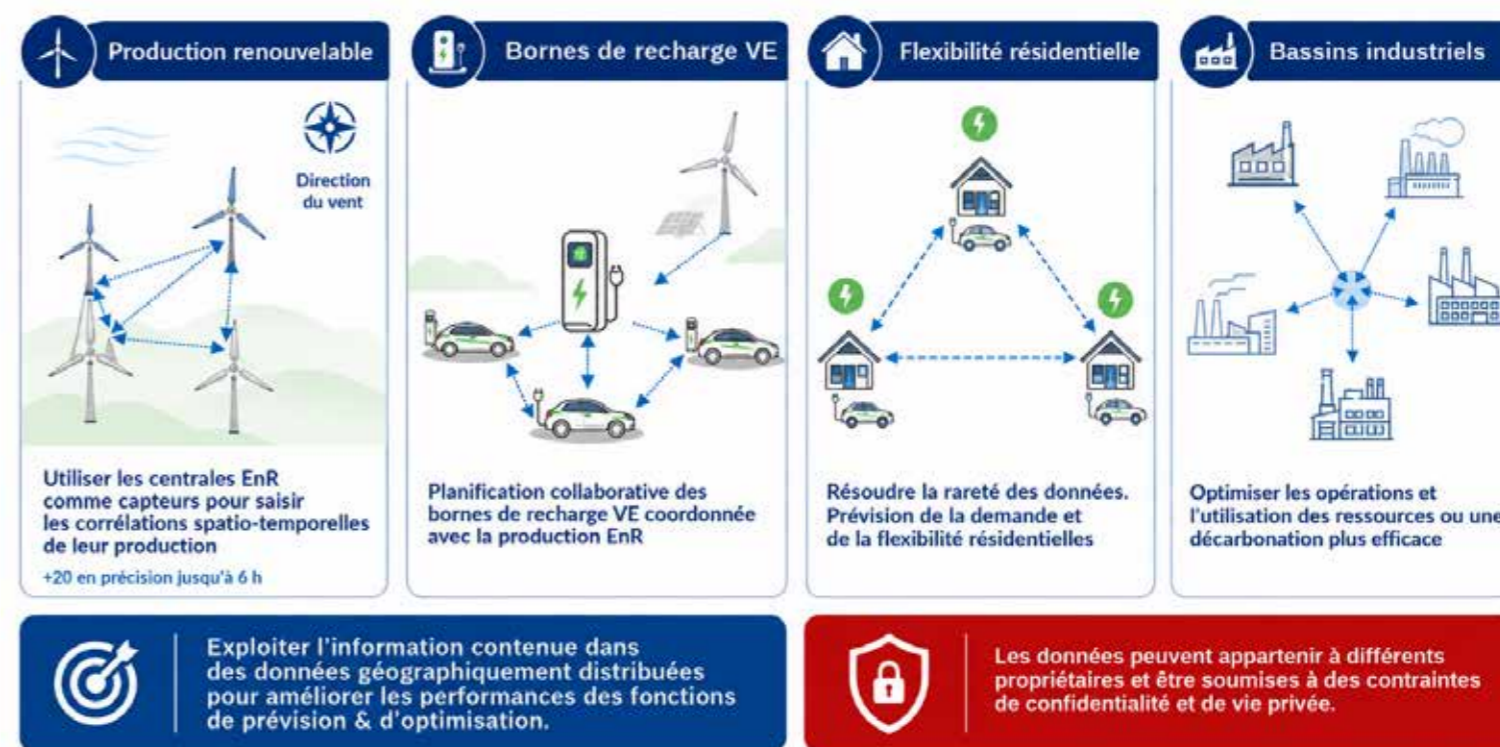 Production renouvelable
Direction
du vent
Utiliser les centrales EnR
comme capteurs pour saisir
les corrélations spatio-temporelles
de leur production
+20 en précision jusqu'à 6 h
Bornes de recharge VE
Planification collaborative des
bornes de recharge VE coordonnée
avec la production EnR
Flexibilité résidentielle
Résoudre la rareté des données.
Prévision de la demande et
de la flexibilité résidentielles
Bassins industriels
Optimiser les opérations et
l'utilisation des ressources ou une
décarbonation plus efficace
Exploiter l'information contenue dans
des données géographiquement distribuées
pour améliorer les performances des fonctions
de prévision & d'optimisation.
Les données peuvent appartenir à différents
propriétaires et être soumises à des contraintes
de confidentialité et de vie privée.